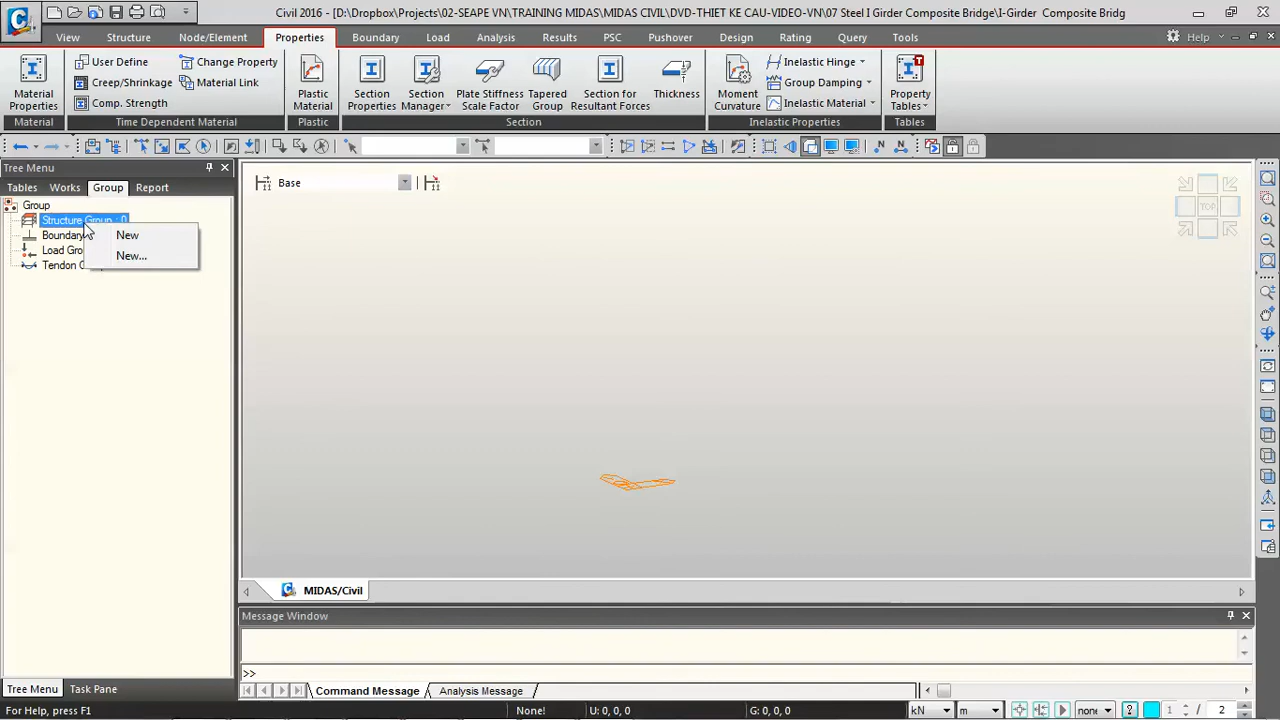 Civil 2016 - [D:\Dropbox\Projects\02-SEAPE VN\TRAINING MIDAS\MIDAS CIVIL\DVD-THIET KE CAU-VIDEO-VN\07 Steel I Girder Composite Bridge\I-Girder Composite Bridg
View Structure Node/Element Properties Boundary Load Analysis Results PSC Pushover Design Rating Query Tools Help
Material Properties
User Define
Creep/Shrinkage
Comp. Strength
Change Property
Material Link
Plastic Material
Section Properties
Section Manager
Plate Stiffness Scale Factor
Tapered Group
Section for Resultant Forces
Thickness
Moment Curvature
Inelastic Hinge
Group Damping
Inelastic Material
Property Tables
Material Time Dependent Material Plastic Section Inelastic Properties Tables
Tree Menu
Tables Works Group Report
Group
Structure Group : 0
Boundary
Load Gro
Tendon
New
New...
Base
TOP
MIDAS/Civil
Message Window
>>
Command Message Analysis Message
Tree Menu Task Pane
For Help, press F1 None! U: 0, 0, 0 G: 0, 0, 0 kN m none 1 / 2